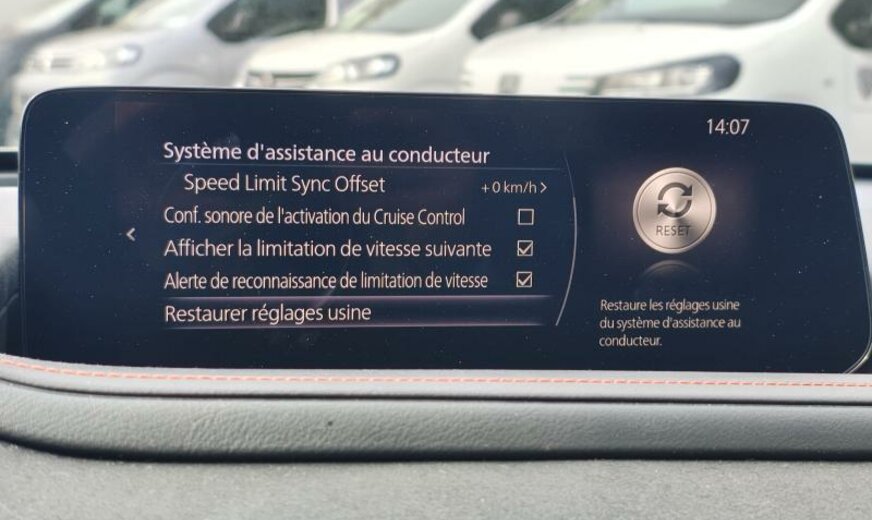 14:07
Système d'assistance au conducteur
Speed Limit Sync Offset +0 km/h
Conf. sonore de l'activation du Cruise Control
Afficher la limitation de vitesse suivante
Alerte de reconnaissance de limitation de vitesse
Restaurer réglages usine
RESET
Restaure les réglages usine
du système d'assistance au
conducteur.